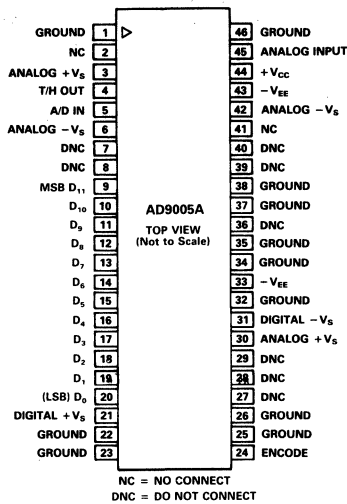 GROUND 1 46 GROUND
NC 2 45 ANALOG INPUT
ANALOG +VS 3 44 +VCC
T/H OUT 4 43 −VEE
A/D IN 5 42 ANALOG −VS
ANALOG −VS 6 41 NC
DNC 7 40 DNC
DNC 8 39 DNC
MSB D11 9 38 GROUND
D10 10 37 GROUND
D9 11 36 DNC
D8 12 35 GROUND
D7 13 34 GROUND
D6 14 33 −VEE
D5 15 32 GROUND
D4 16 31 DIGITAL −VS
D3 17 30 ANALOG +VS
D2 18 29 DNC
D1 19 28 DNC
(LSB) D0 20 27 DNC
DIGITAL +VS 21 26 GROUND
GROUND 22 25 GROUND
GROUND 23 24 ENCODE
AD9005A
TOP VIEW
(Not to Scale)
NC = NO CONNECT
DNC = DO NOT CONNECT